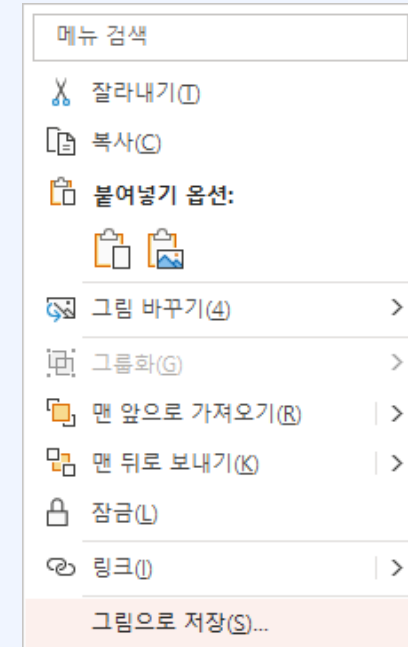 메뉴 검색
잘라내기(T)
복사(C)
붙여넣기 옵션:
그림 바꾸기(4)
그룹화(G)
맨 앞으로 가져오기(R)
맨 뒤로 보내기(K)
잠금(L)
링크(I)
그림으로 저장(S)...